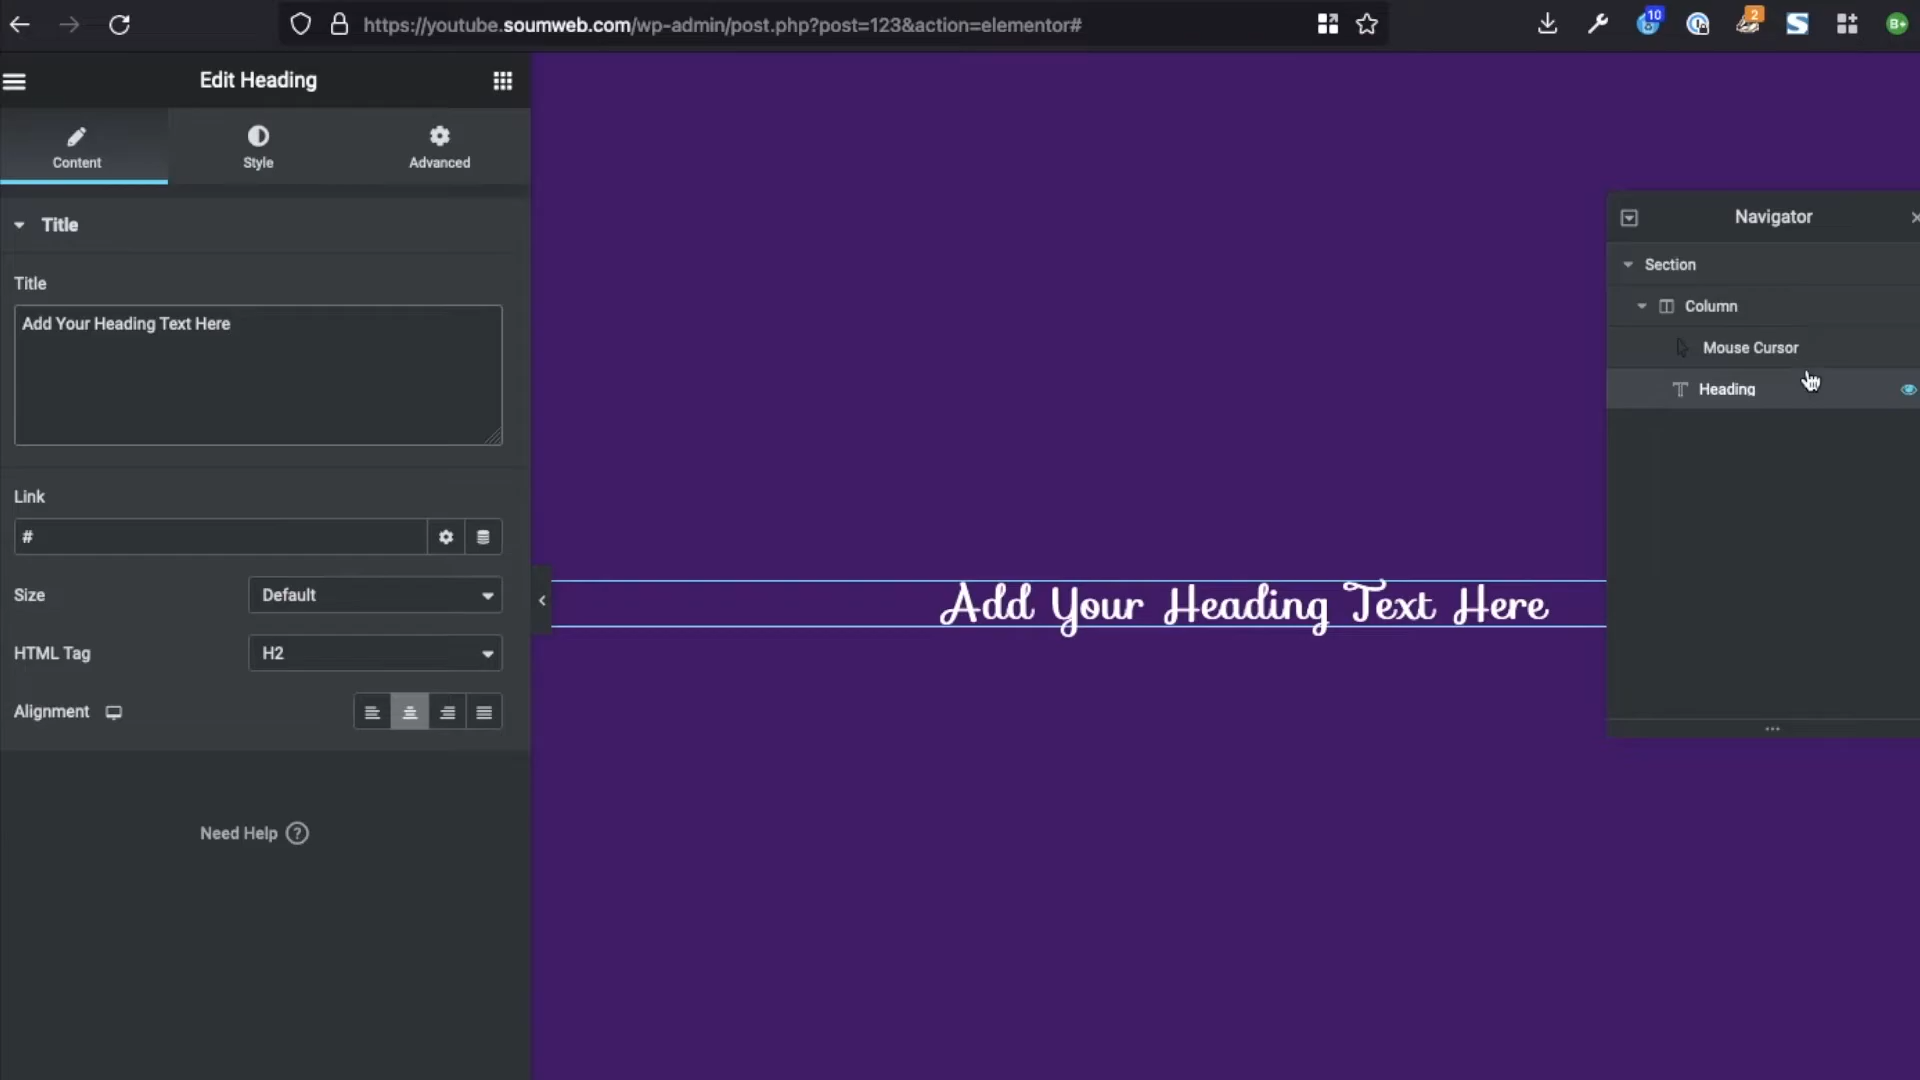 https://youtube.soumweb.com/wp-admin/post.php?post=123&action=elementor#
10
2
B+
Edit Heading
Content
Style
Advanced
Title
Title
Add Your Heading Text Here
Link
#
Size
Default
HTML Tag
H2
Alignment
Need Help ?
Add Your Heading Text Here
Navigator
Section
Column
Mouse Cursor
Heading